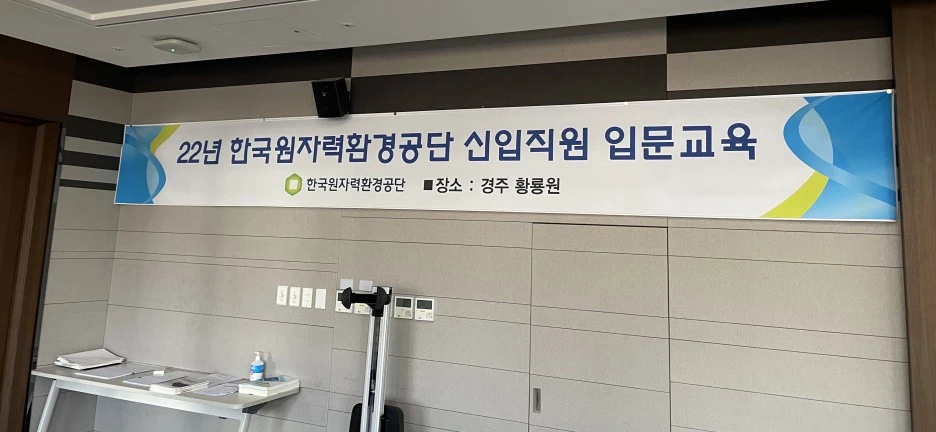 22년 한국원자력환경공단 신입직원 입문교육
한국원자력환경공단 ■장소 : 경주 황룡원